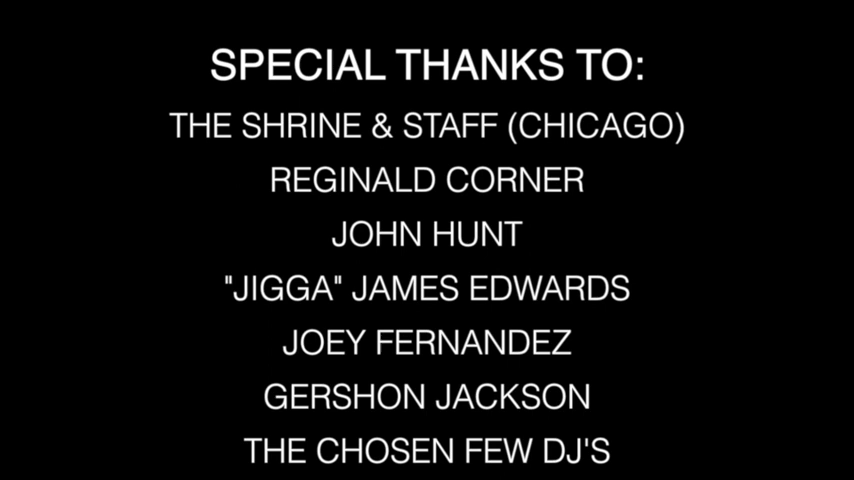 SPECIAL THANKS TO:
THE SHRINE & STAFF (CHICAGO)
REGINALD CORNER
JOHN HUNT
"JIGGA" JAMES EDWARDS
JOEY FERNANDEZ
GERSHON JACKSON
THE CHOSEN FEW DJ'S